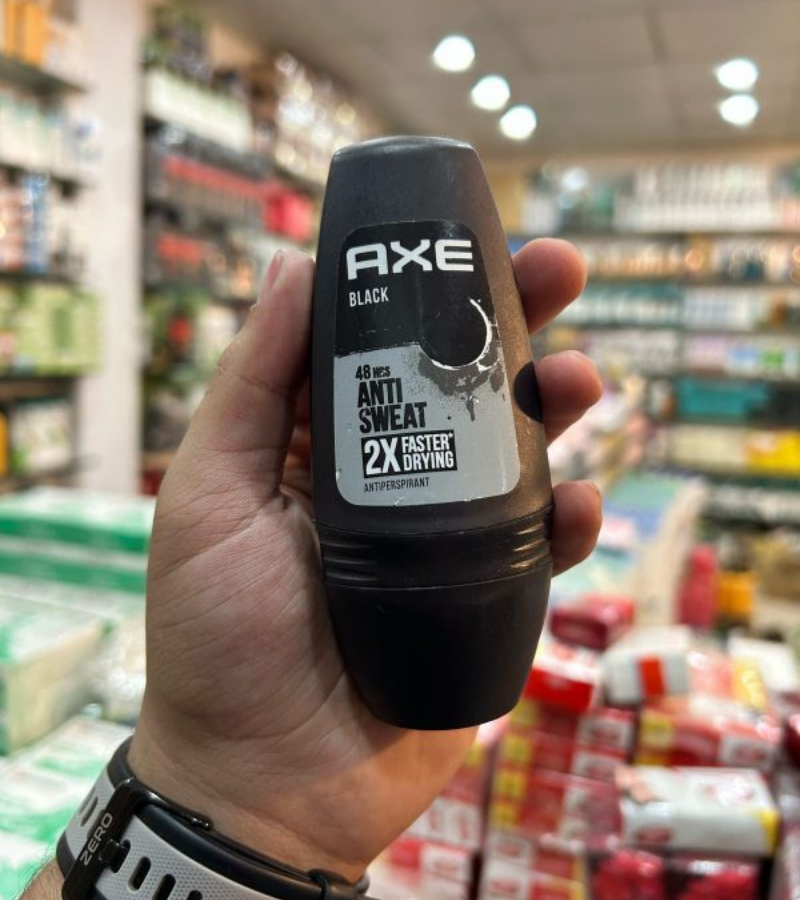 AXE
BLACK
48 HRS
ANTI
SWEAT
2X FASTER*
DRYING
ANTIPERSPIRANT
ZERO